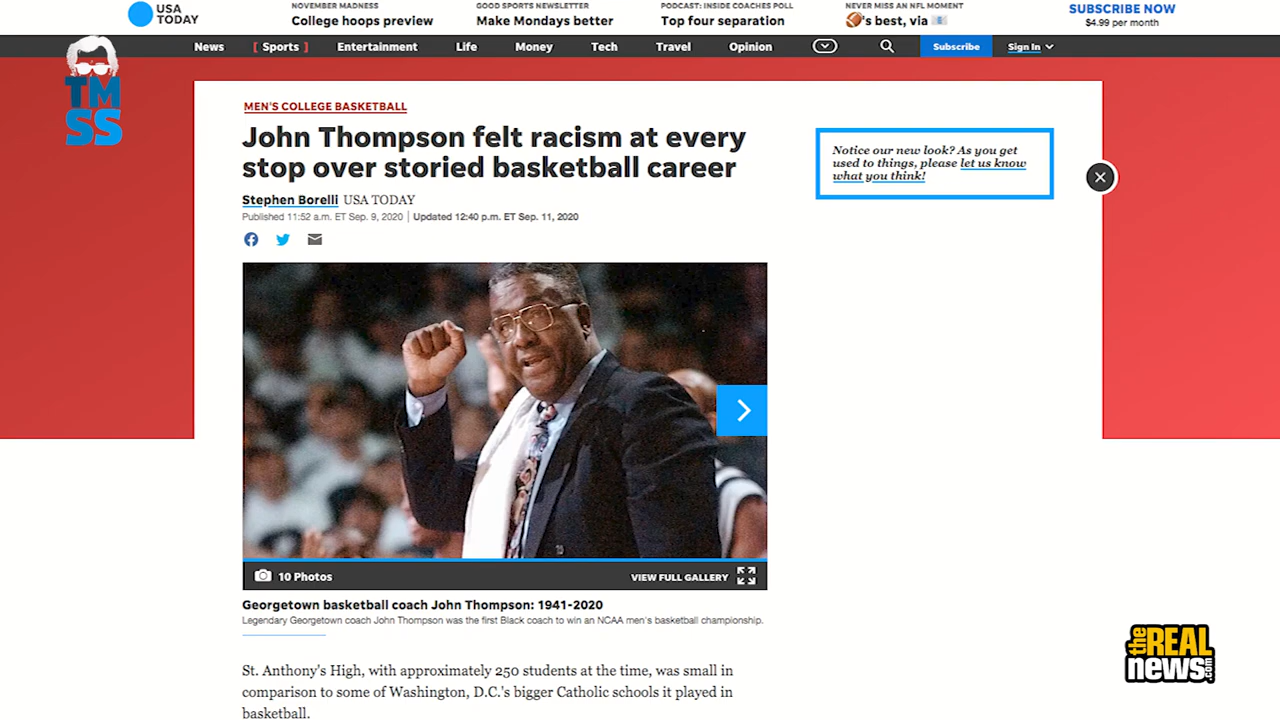 USA
TODAY
NOVEMBER MADNESS
College hoops preview
GOOD SPORTS NEWSLETTER
Make Mondays better
PODCAST: INSIDE COACHES POLL
Top four separation
NEVER MISS AN NFL MOMENT
🏈's best, via 📧
SUBSCRIBE NOW
$4.99 per month
News
[ Sports ]
Entertainment
Life
Money
Tech
Travel
Opinion
Subscribe
Sign In
TM
SS
MEN'S COLLEGE BASKETBALL
John Thompson felt racism at every
stop over storied basketball career
Stephen Borelli USA TODAY
Published 11:52 a.m. ET Sep. 9, 2020 | Updated 12:40 p.m. ET Sep. 11, 2020
Notice our new look? As you get
used to things, please let us know
what you think!
10 Photos
VIEW FULL GALLERY
Georgetown basketball coach John Thompson: 1941-2020
Legendary Georgetown coach John Thompson was the first Black coach to win an NCAA men's basketball championship.
St. Anthony's High, with approximately 250 students at the time, was small in
comparison to some of Washington, D.C.'s bigger Catholic schools it played in
basketball.
the REAL
news.com